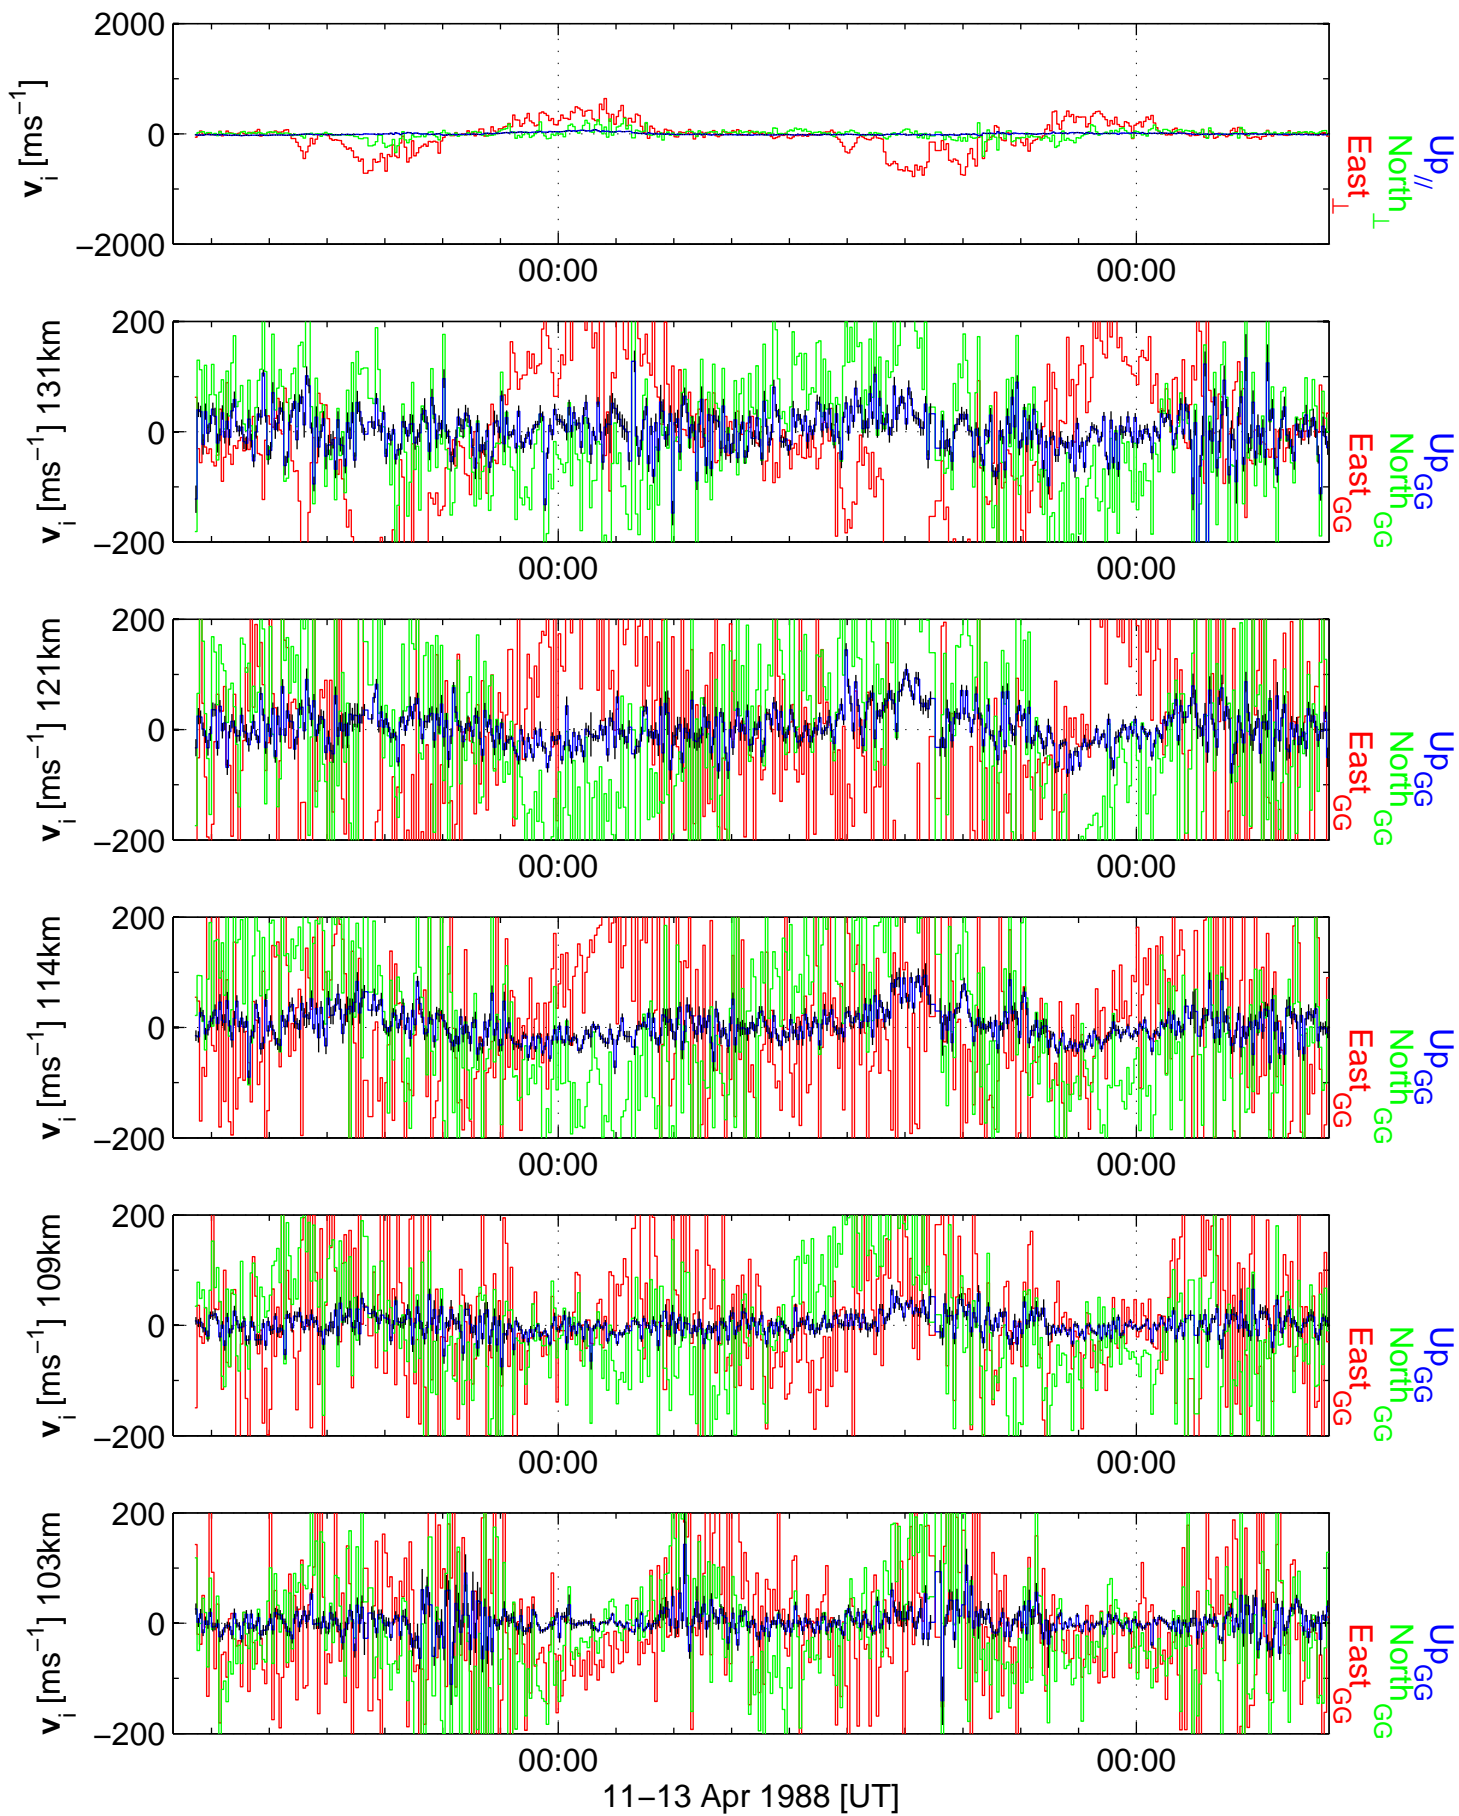 2000
0
−2000
v_i [ms⁻¹]
00:00
00:00
Up_//
North_⊥
East_⊥
200
0
−200
v_i [ms⁻¹] 131km
00:00
00:00
Up_GG
North_GG
East_GG
200
0
−200
v_i [ms⁻¹] 121km
00:00
00:00
Up_GG
North_GG
East_GG
200
0
−200
v_i [ms⁻¹] 114km
00:00
00:00
Up_GG
North_GG
East_GG
200
0
−200
v_i [ms⁻¹] 109km
00:00
00:00
Up_GG
North_GG
East_GG
200
0
−200
v_i [ms⁻¹] 103km
00:00
00:00
Up_GG
North_GG
East_GG
11−13 Apr 1988 [UT]